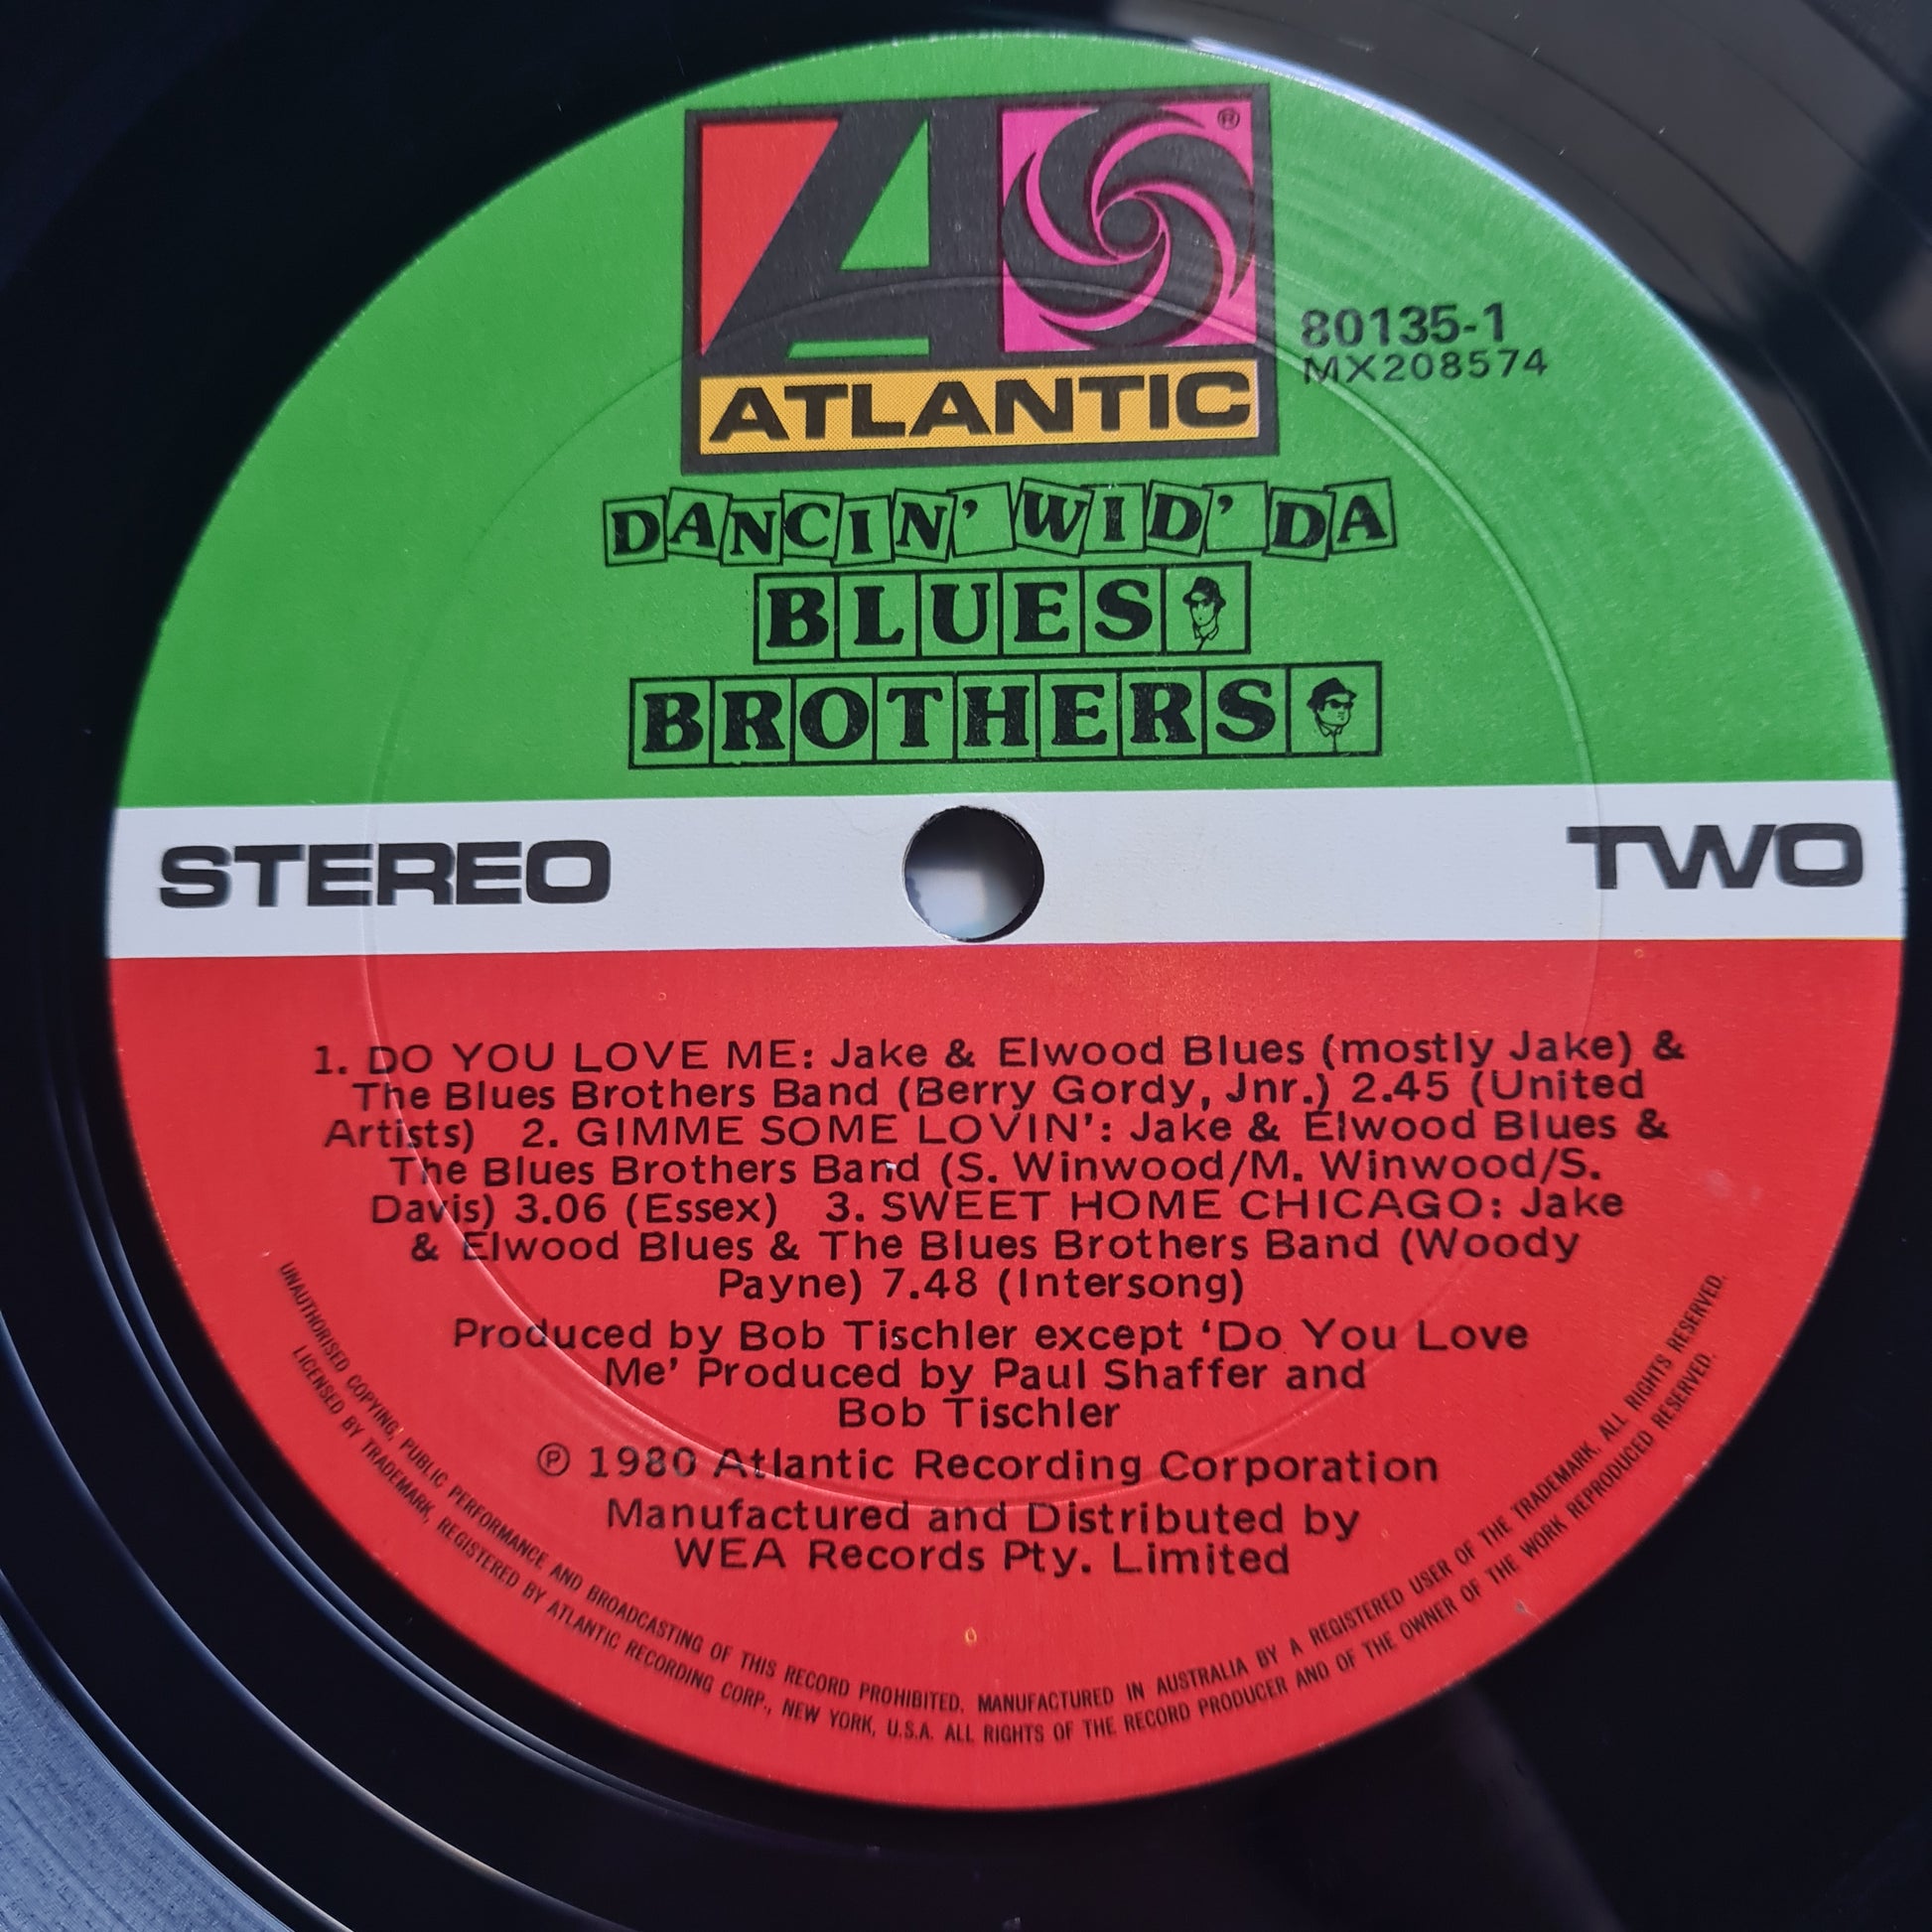 ®
ATLANTIC
80135-1
MX208574
DANCIN' WID' DA
BLUES
BROTHERS
STEREO
TWO
1. DO YOU LOVE ME: Jake & Elwood Blues (mostly Jake) &
The Blues Brothers Band (Berry Gordy, Jnr.) 2.45 (United
Artists) 2. GIMME SOME LOVIN': Jake & Elwood Blues &
The Blues Brothers Band (S. Winwood/M. Winwood/S.
Davis) 3.06 (Essex) 3. SWEET HOME CHICAGO: Jake
& Elwood Blues & The Blues Brothers Band (Woody
Payne) 7.48 (Intersong)
Produced by Bob Tischler except 'Do You Love
Me' Produced by Paul Shaffer and
Bob Tischler
℗ 1980 Atlantic Recording Corporation
Manufactured and Distributed by
WEA Records Pty. Limited
UNAUTHORISED COPYING, PUBLIC PERFORMANCE AND BROADCASTING OF THIS RECORD PROHIBITED. MANUFACTURED IN AUSTRALIA BY A REGISTERED USER OF THE TRADEMARK. ALL RIGHTS RESERVED.
LICENSED BY TRADEMARK, REGISTERED BY ATLANTIC RECORDING CORP., NEW YORK, U.S.A. ALL RIGHTS OF THE RECORD PRODUCER AND OF THE OWNER OF THE WORK REPRODUCED RESERVED.